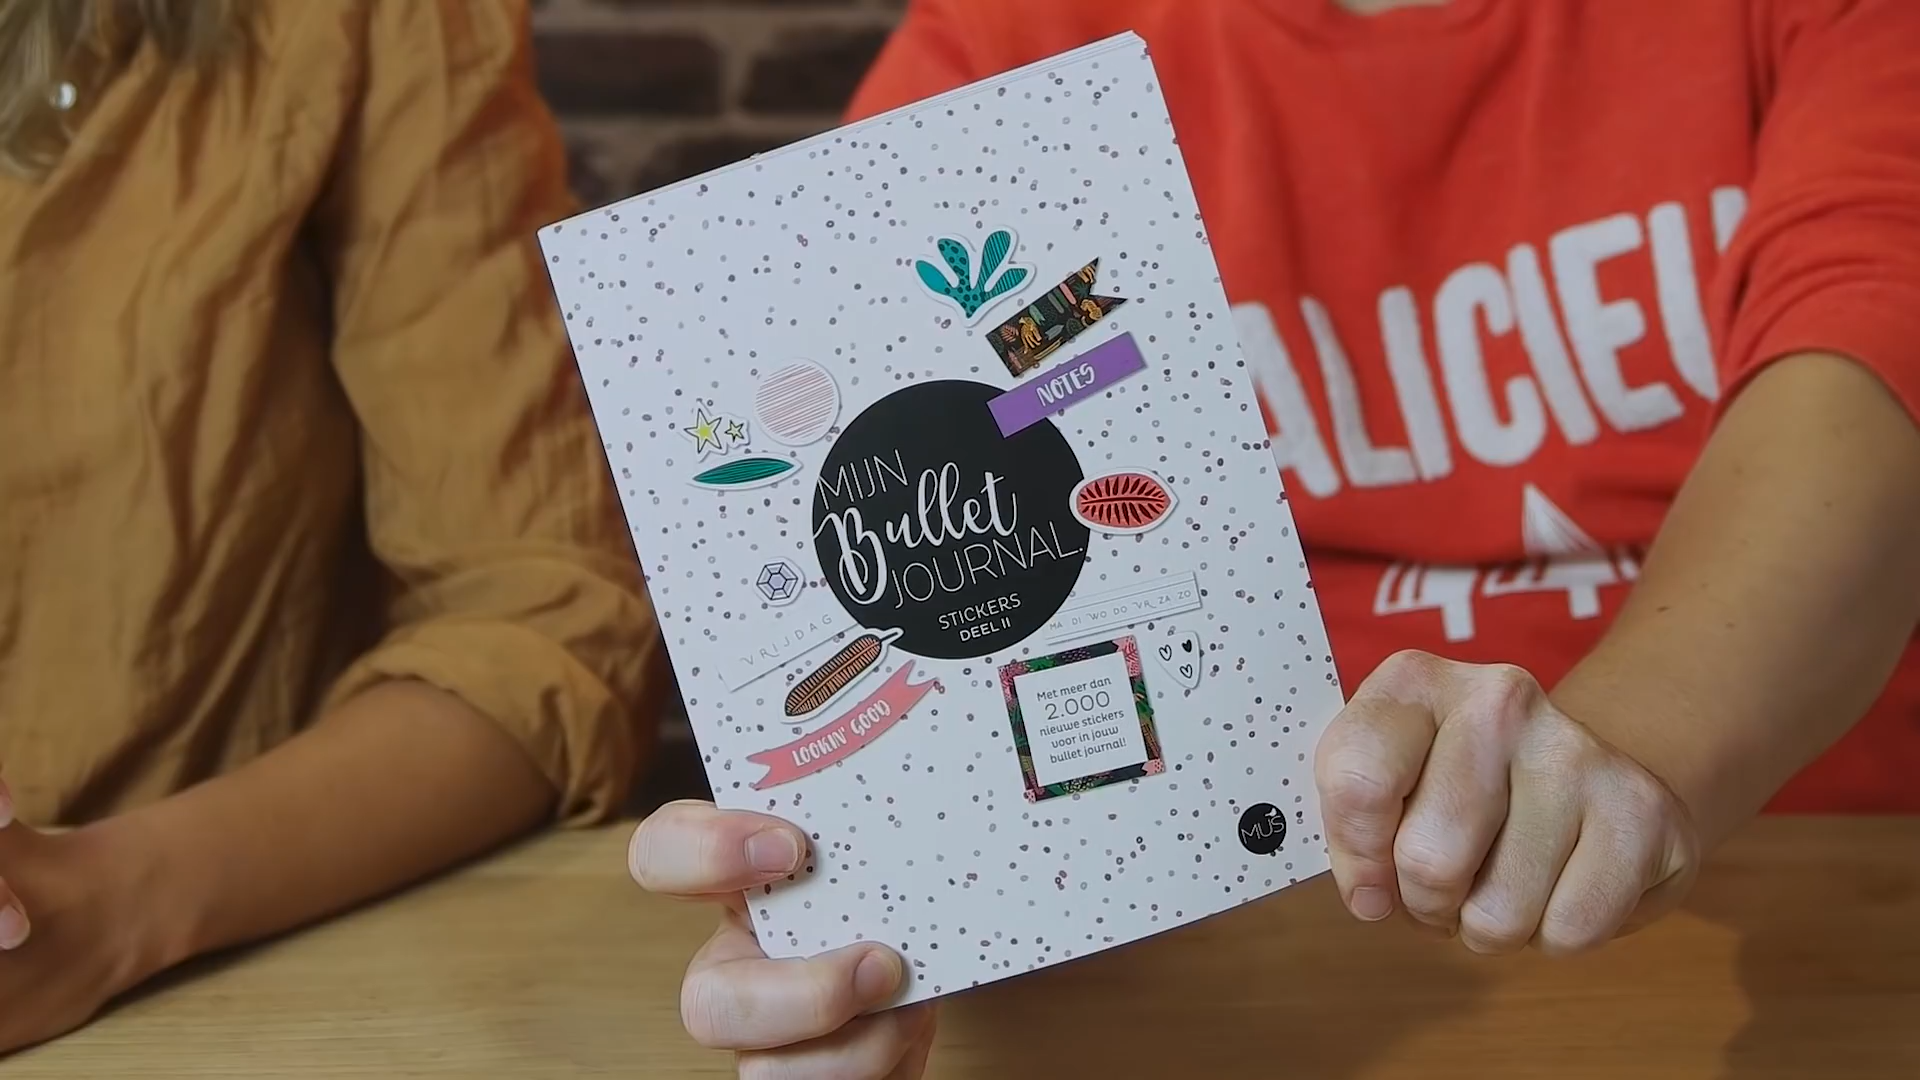 NOTES
MIJN
Bullet
JOURNAL.
STICKERS
DEEL II
VRIJDAG
MA DI WO DO VR ZA ZO
LOOKIN' GOOD
Met meer dan
2.000
nieuwe stickers
voor in jouw
bullet journal!
MUS
ALICIEU